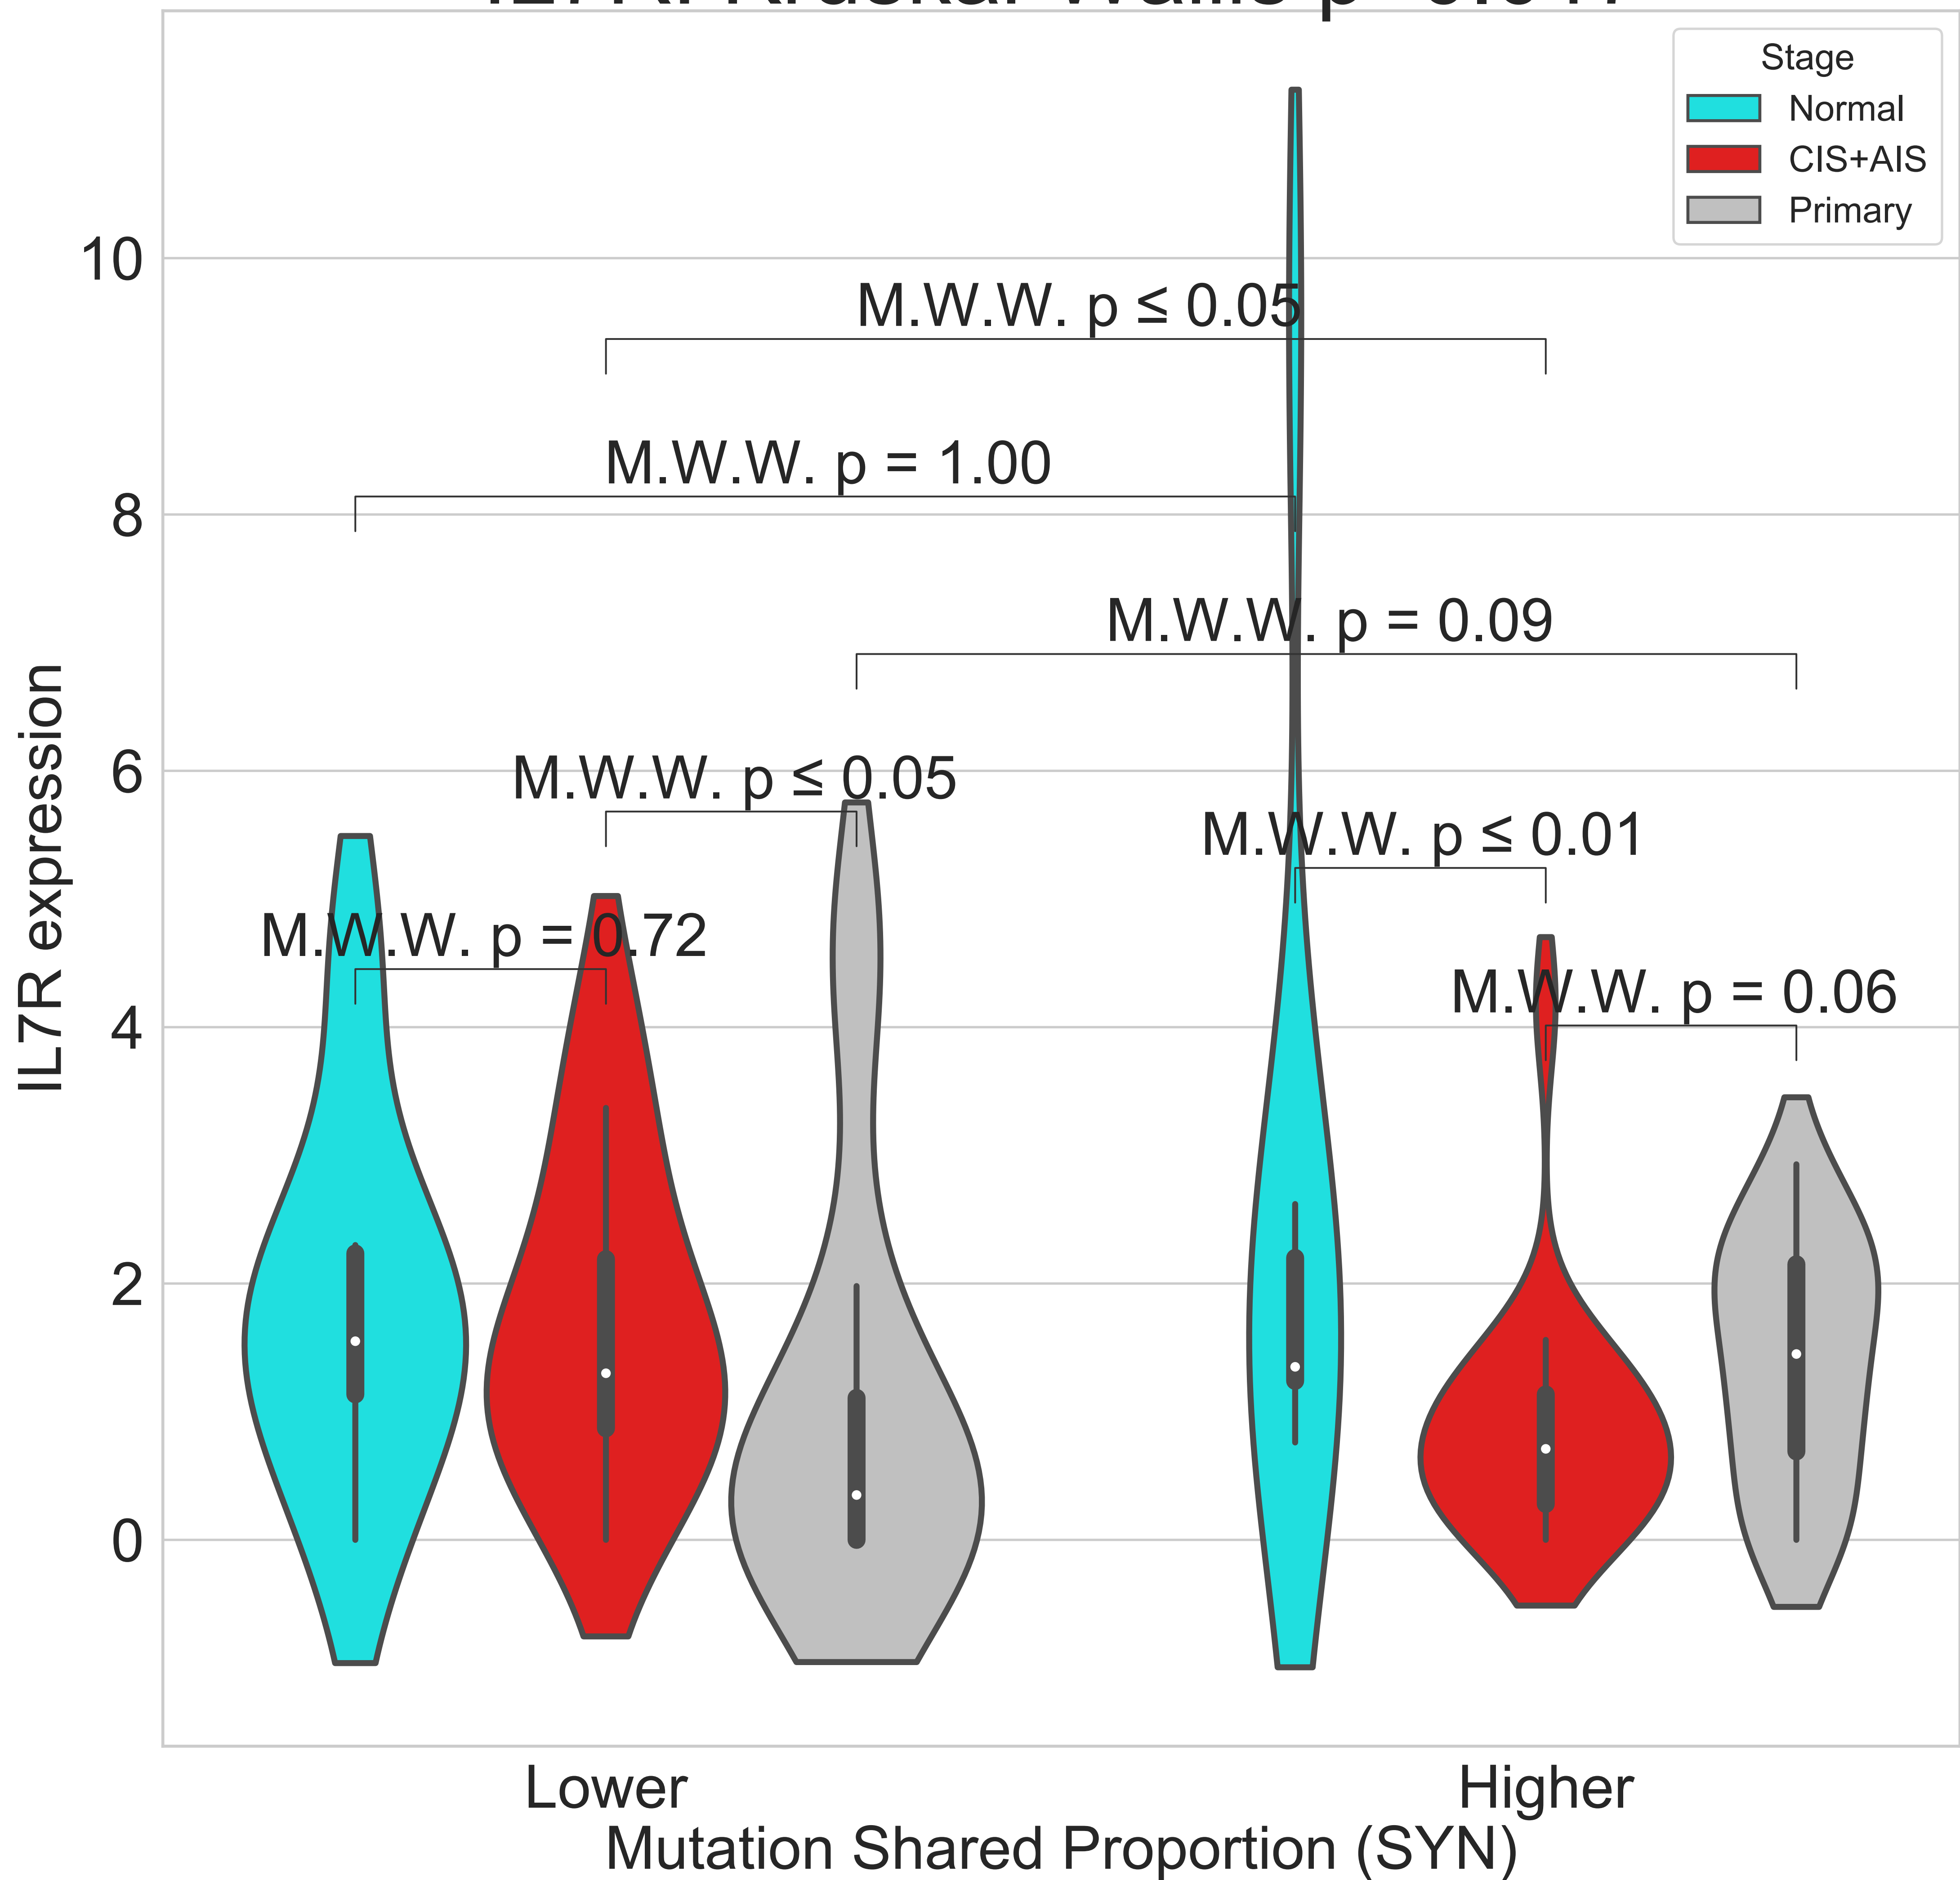 Stage
Normal
CIS+AIS
Primary
10
8
6
4
2
0
IL7R expression
M.W.W. p ≤ 0.05
M.W.W. p = 1.00
M.W.W. p = 0.09
M.W.W. p ≤ 0.05
M.W.W. p ≤ 0.01
M.W.W. p = 0.72
M.W.W. p = 0.06
Lower
Higher
Mutation Shared Proportion (SYN)